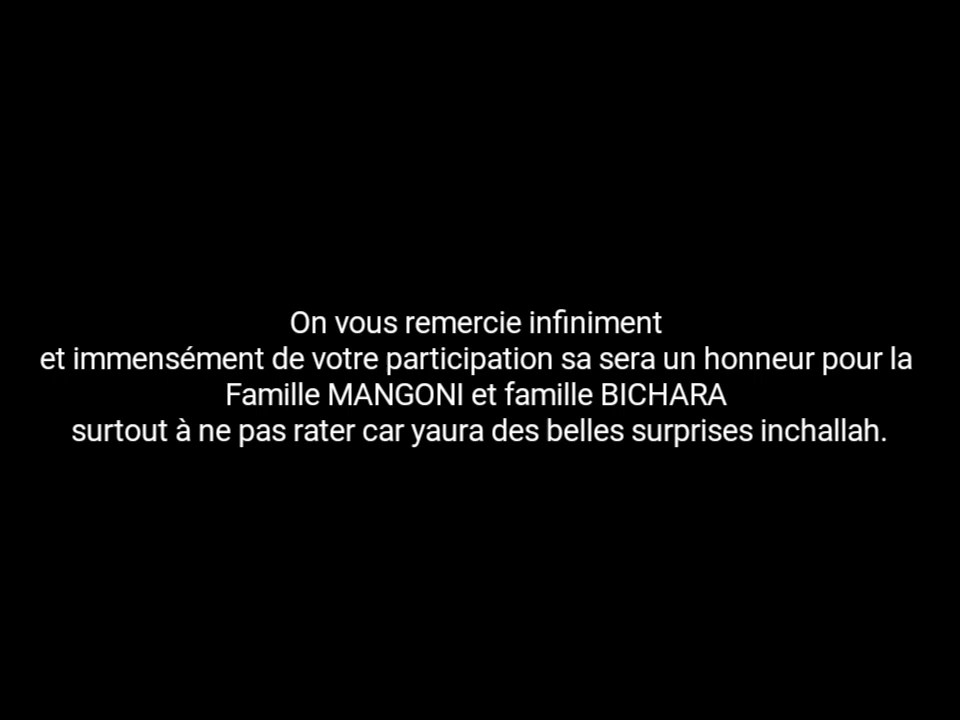 On vous remercie infiniment
et immensément de votre participation sa sera un honneur pour la
Famille MANGONI et famille BICHARA
surtout à ne pas rater car yaura des belles surprises inchallah.